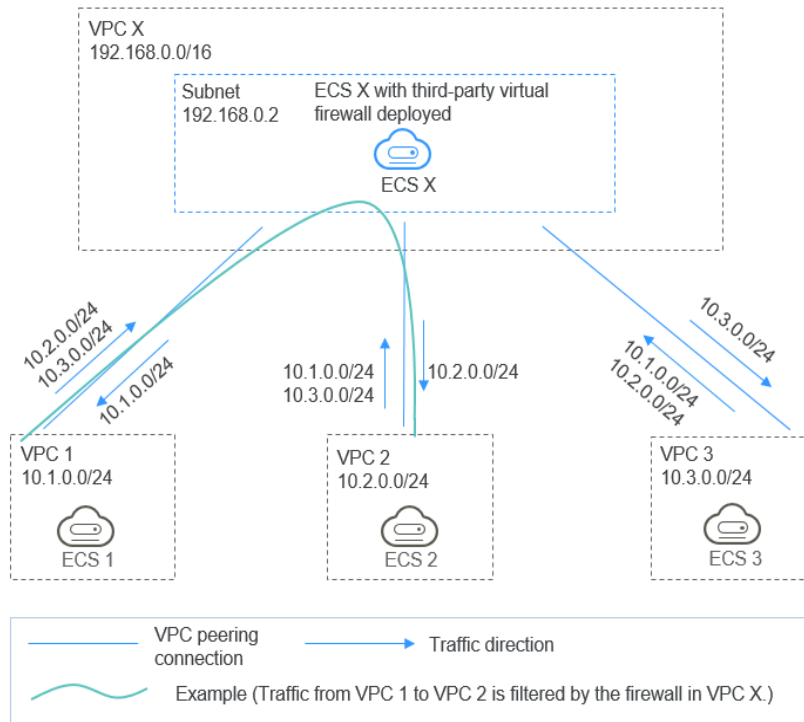 VPC X
192.168.0.0/16
Subnet
192.168.0.2
ECS X with third-party virtual
firewall deployed
ECS X
10.2.0.0/24
10.3.0.0/24
10.1.0.0/24
10.1.0.0/24
10.3.0.0/24
10.2.0.0/24
10.3.0.0/24
10.1.0.0/24
10.2.0.0/24
VPC 1
10.1.0.0/24
ECS 1
VPC 2
10.2.0.0/24
ECS 2
VPC 3
10.3.0.0/24
ECS 3
VPC peering
connection
Traffic direction
Example (Traffic from VPC 1 to VPC 2 is filtered by the firewall in VPC X.)